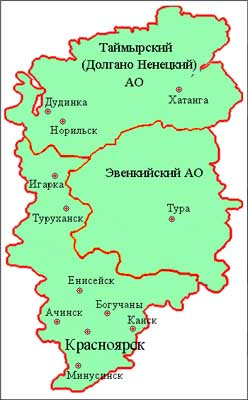 Таймырский
(Долгано Ненецкий)
АО
Хатанга
Дудинка
Норильск
Эвенкийский АО
Игарка
Туруханск
Тура
Енисейск
Богучаны
Ачинск
Канск
Красноярск
Минусинск